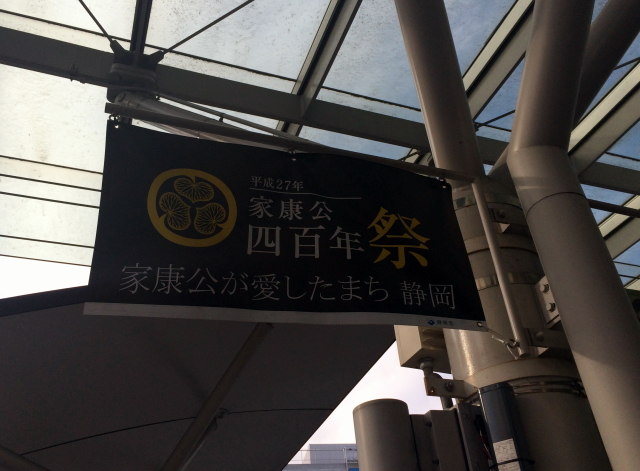 平成27年
家康公
四百年祭
家康公が愛したまち 静岡